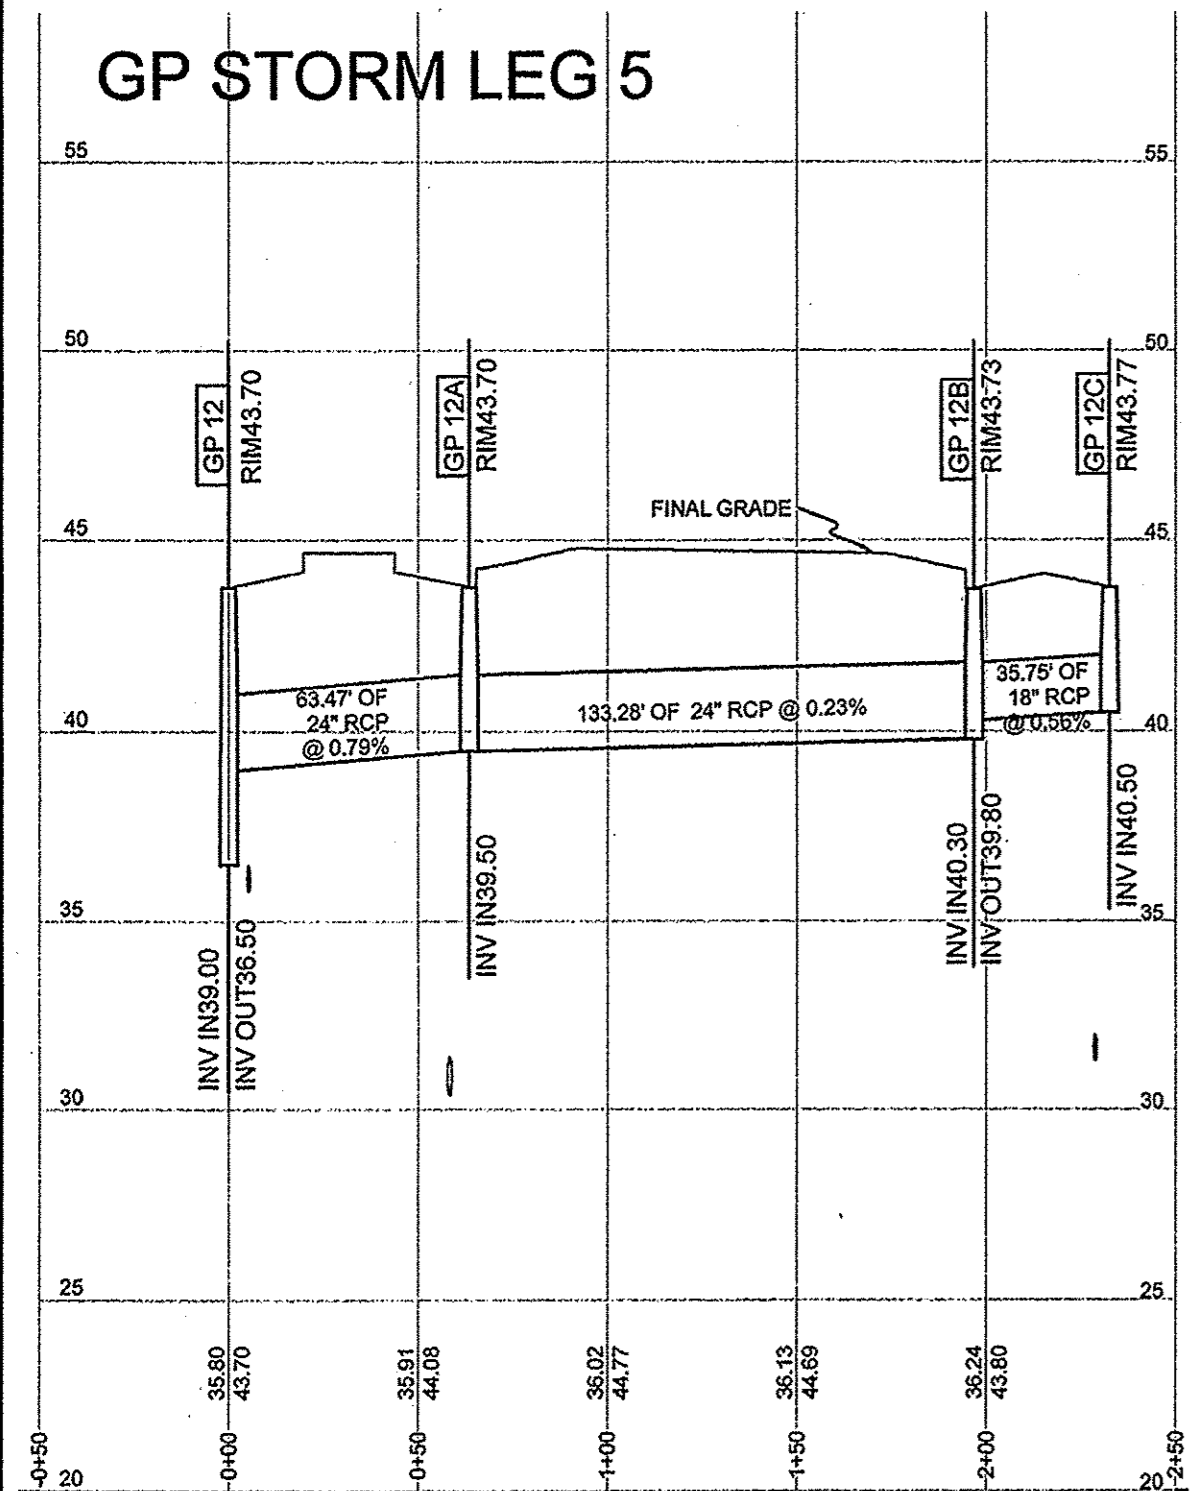 GP STORM LEG 5
55
55
50
50
GP 12
RIM43.70
GP 12A
RIM43.70
GP 12B
RIM43.73
GP 12C
RIM43.77
45
45
FINAL GRADE
63.47' OF
24" RCP
@ 0.79%
133.28' OF 24" RCP @ 0.23%
35.75' OF
18" RCP
@ 0.56%
40
40
INV IN39.00
INV OUT36.50
INV IN39.50
INV IN40.30
INV OUT39.80
INV IN40.50
35
35
30
30
25
25
35.80
43.70
35.91
44.08
36.02
44.77
36.13
44.69
36.24
43.80
-0+50
-0+00
0+50
1+00
1+50
2+00
2+50
20
20